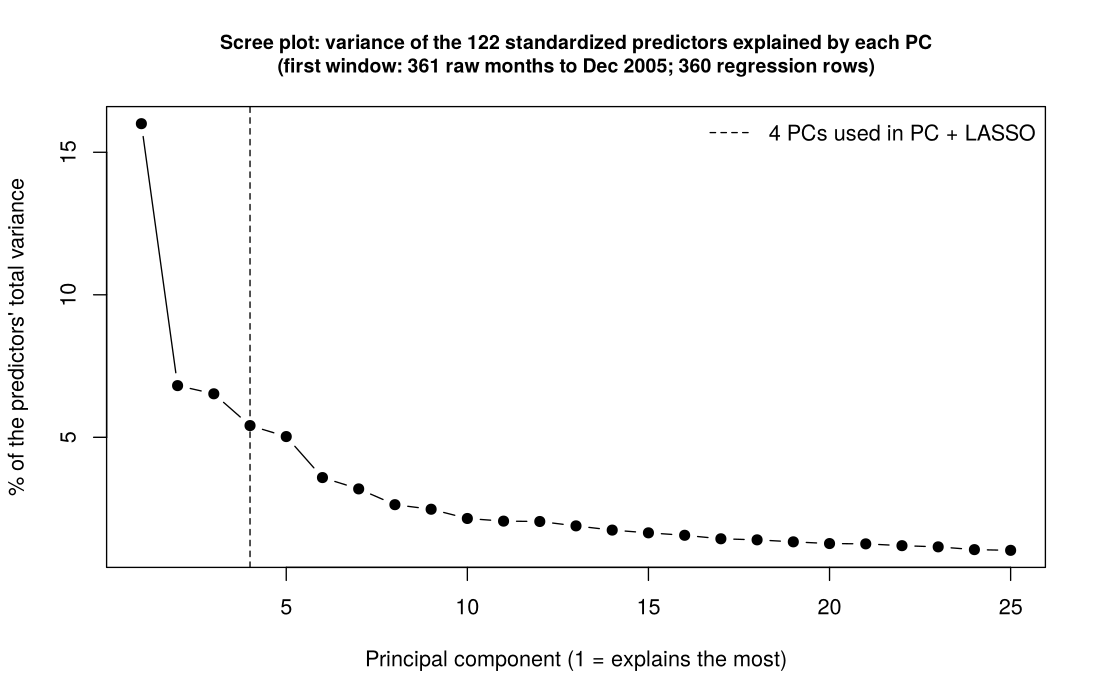 Scree plot: variance of the 122 standardized predictors explained by each PC
(first window: 361 raw months to Dec 2005; 360 regression rows)
4 PCs used in PC + LASSO
% of the predictors' total variance
15
10
5
5
10
15
20
25
Principal component (1 = explains the most)